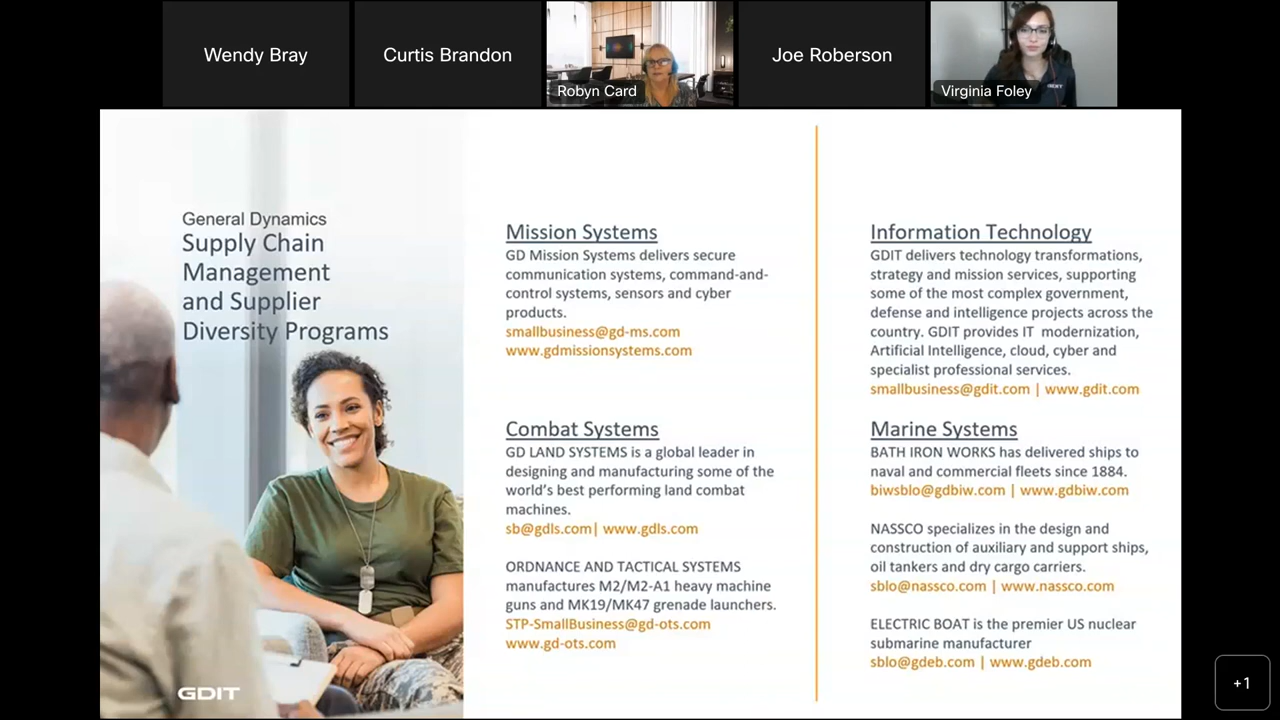 Wendy Bray
Curtis Brandon
Robyn Card
Joe Roberson
Virginia Foley
GDIT
General Dynamics
Supply Chain
Management
and Supplier
Diversity Programs
GDIT
Mission Systems
GD Mission Systems delivers secure
communication systems, command-and-
control systems, sensors and cyber
products.
smallbusiness@gd-ms.com
www.gdmissionsystems.com
Combat Systems
GD LAND SYSTEMS is a global leader in
designing and manufacturing some of the
world's best performing land combat
machines.
sb@gdls.com| www.gdls.com
ORDNANCE AND TACTICAL SYSTEMS
manufactures M2/M2-A1 heavy machine
guns and MK19/MK47 grenade launchers.
STP-SmallBusiness@gd-ots.com
www.gd-ots.com
Information Technology
GDIT delivers technology transformations,
strategy and mission services, supporting
some of the most complex government,
defense and intelligence projects across the
country. GDIT provides IT modernization,
Artificial Intelligence, cloud, cyber and
specialist professional services.
smallbusiness@gdit.com | www.gdit.com
Marine Systems
BATH IRON WORKS has delivered ships to
naval and commercial fleets since 1884.
biwsblo@gdbiw.com | www.gdbiw.com
NASSCO specializes in the design and
construction of auxiliary and support ships,
oil tankers and dry cargo carriers.
sblo@nassco.com | www.nassco.com
ELECTRIC BOAT is the premier US nuclear
submarine manufacturer
sblo@gdeb.com | www.gdeb.com
+1